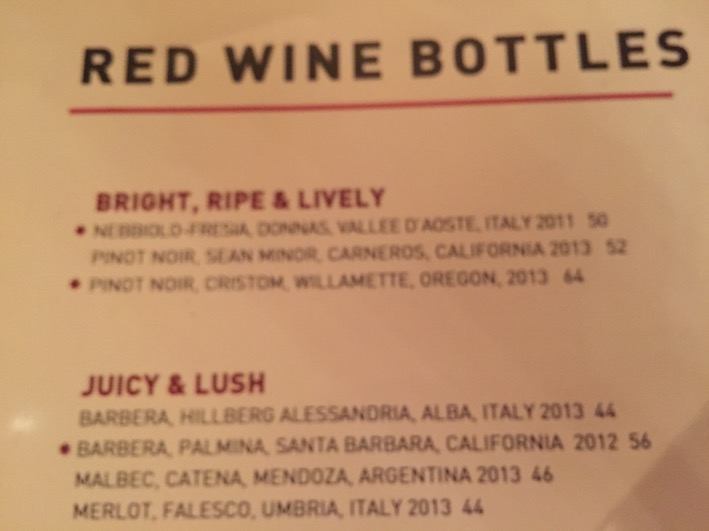 RED WINE BOTTLES
BRIGHT, RIPE & LIVELY
• NEBBIOLO-FRESIA, DONNAS, VALLEE D'AOSTE, ITALY 2011 50
PINOT NOIR, SEAN MINOR, CARNEROS, CALIFORNIA 2013 52
• PINOT NOIR, CRISTOM, WILLAMETTE, OREGON, 2013 64
JUICY & LUSH
BARBERA, HILLBERG ALESSANDRIA, ALBA, ITALY 2013 44
• BARBERA, PALMINA, SANTA BARBARA, CALIFORNIA 2012 56
MALBEC, CATENA, MENDOZA, ARGENTINA 2013 46
MERLOT, FALESCO, UMBRIA, ITALY 2013 44